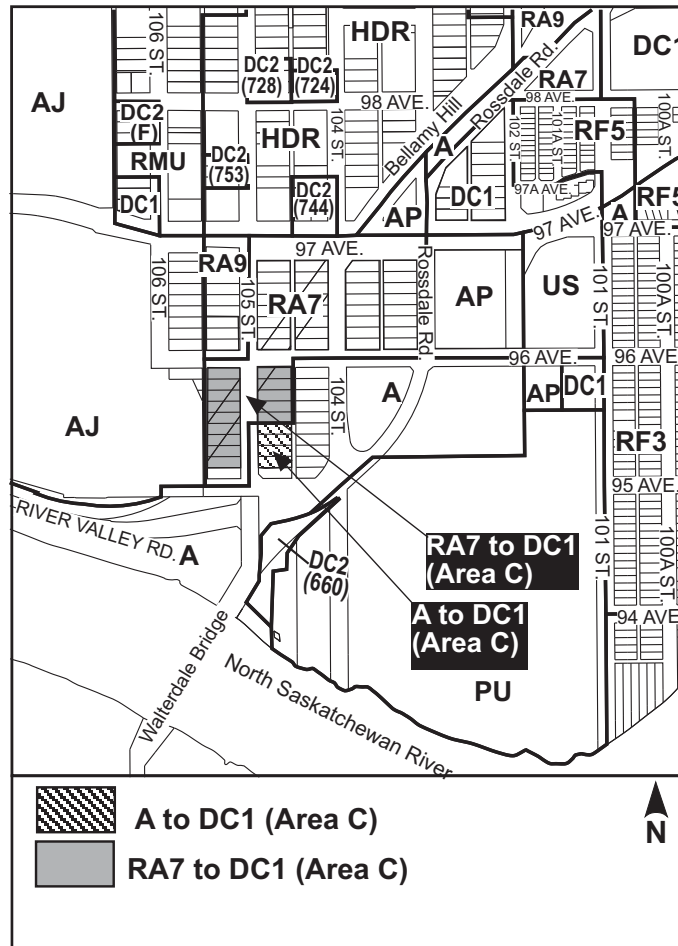 106 ST.
HDR
RA9
DC1
AJ
DC2
(728)
DC2
(724)
Rossdale Rd.
RA7
98 AVE.
98 AVE.
DC2
(F)
HDR
104 ST.
Bellamy Hill
A
102 ST.
101A ST.
RF5
100A ST.
RMU
DC2
(753)
DC1
DC2
(744)
AP
DC1
97A AVE.
RF5
A
97 AVE.
97 AVE.
97 AVE.
RA9
106 ST.
105 ST.
RA7
Rossdale Rd.
AP
US
101 ST.
100A ST.
96 AVE.
96 AVE.
A
104 ST.
AP
DC1
AJ
RF3
95 AVE.
RIVER VALLEY RD.
A
DC2
(660)
RA7 to DC1
(Area C)
101 ST.
100A ST.
A to DC1
(Area C)
94 AVE.
Walterdale Bridge
North Saskatchewan River
PU
A to DC1 (Area C)
RA7 to DC1 (Area C)
N